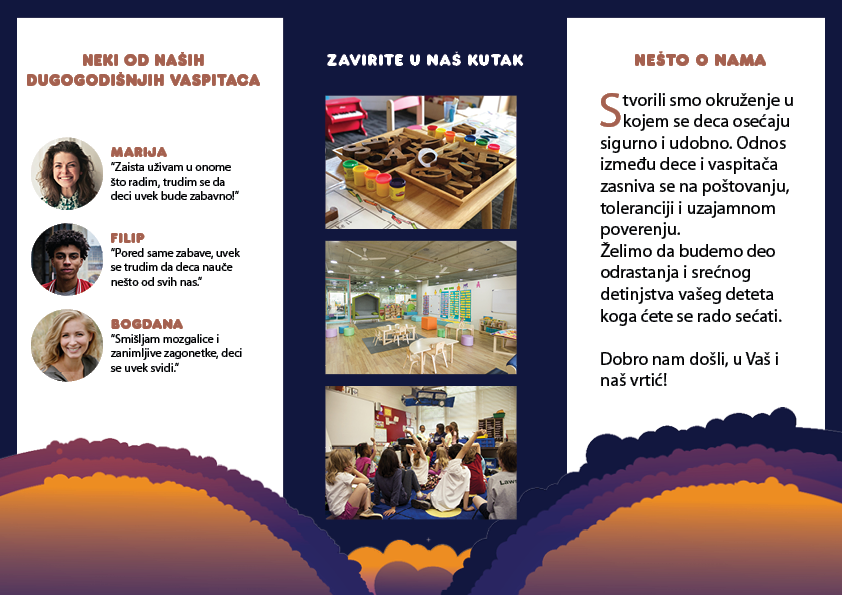 NEKI OD NAŠIH
DUGOGODIŠNJIH VASPITACA
MARIJA
“Zaista uživam u onome
što radim, trudim se da
deci uvek bude zabavno!”
FILIP
“Pored same zabave, uvek
se trudim da deca nauče
nešto od svih nas.”
BOGDANA
“Smišljam mozgalice i
zanimljive zagonetke, deci
se uvek svidi.”
ZAVIRITE U NAŠ KUTAK
NEŠTO O NAMA
Stvorili smo okruženje u
kojem se deca osećaju
sigurno i udobno. Odnos
između dece i vaspitača
zasniva se na poštovanju,
toleranciji i uzajamnom
poverenju.
Želimo da budemo deo
odrastanja i srećnog
detinjstva vašeg deteta
koga ćete se rado sećati.
Dobro nam došli, u Vaš i
naš vrtić!